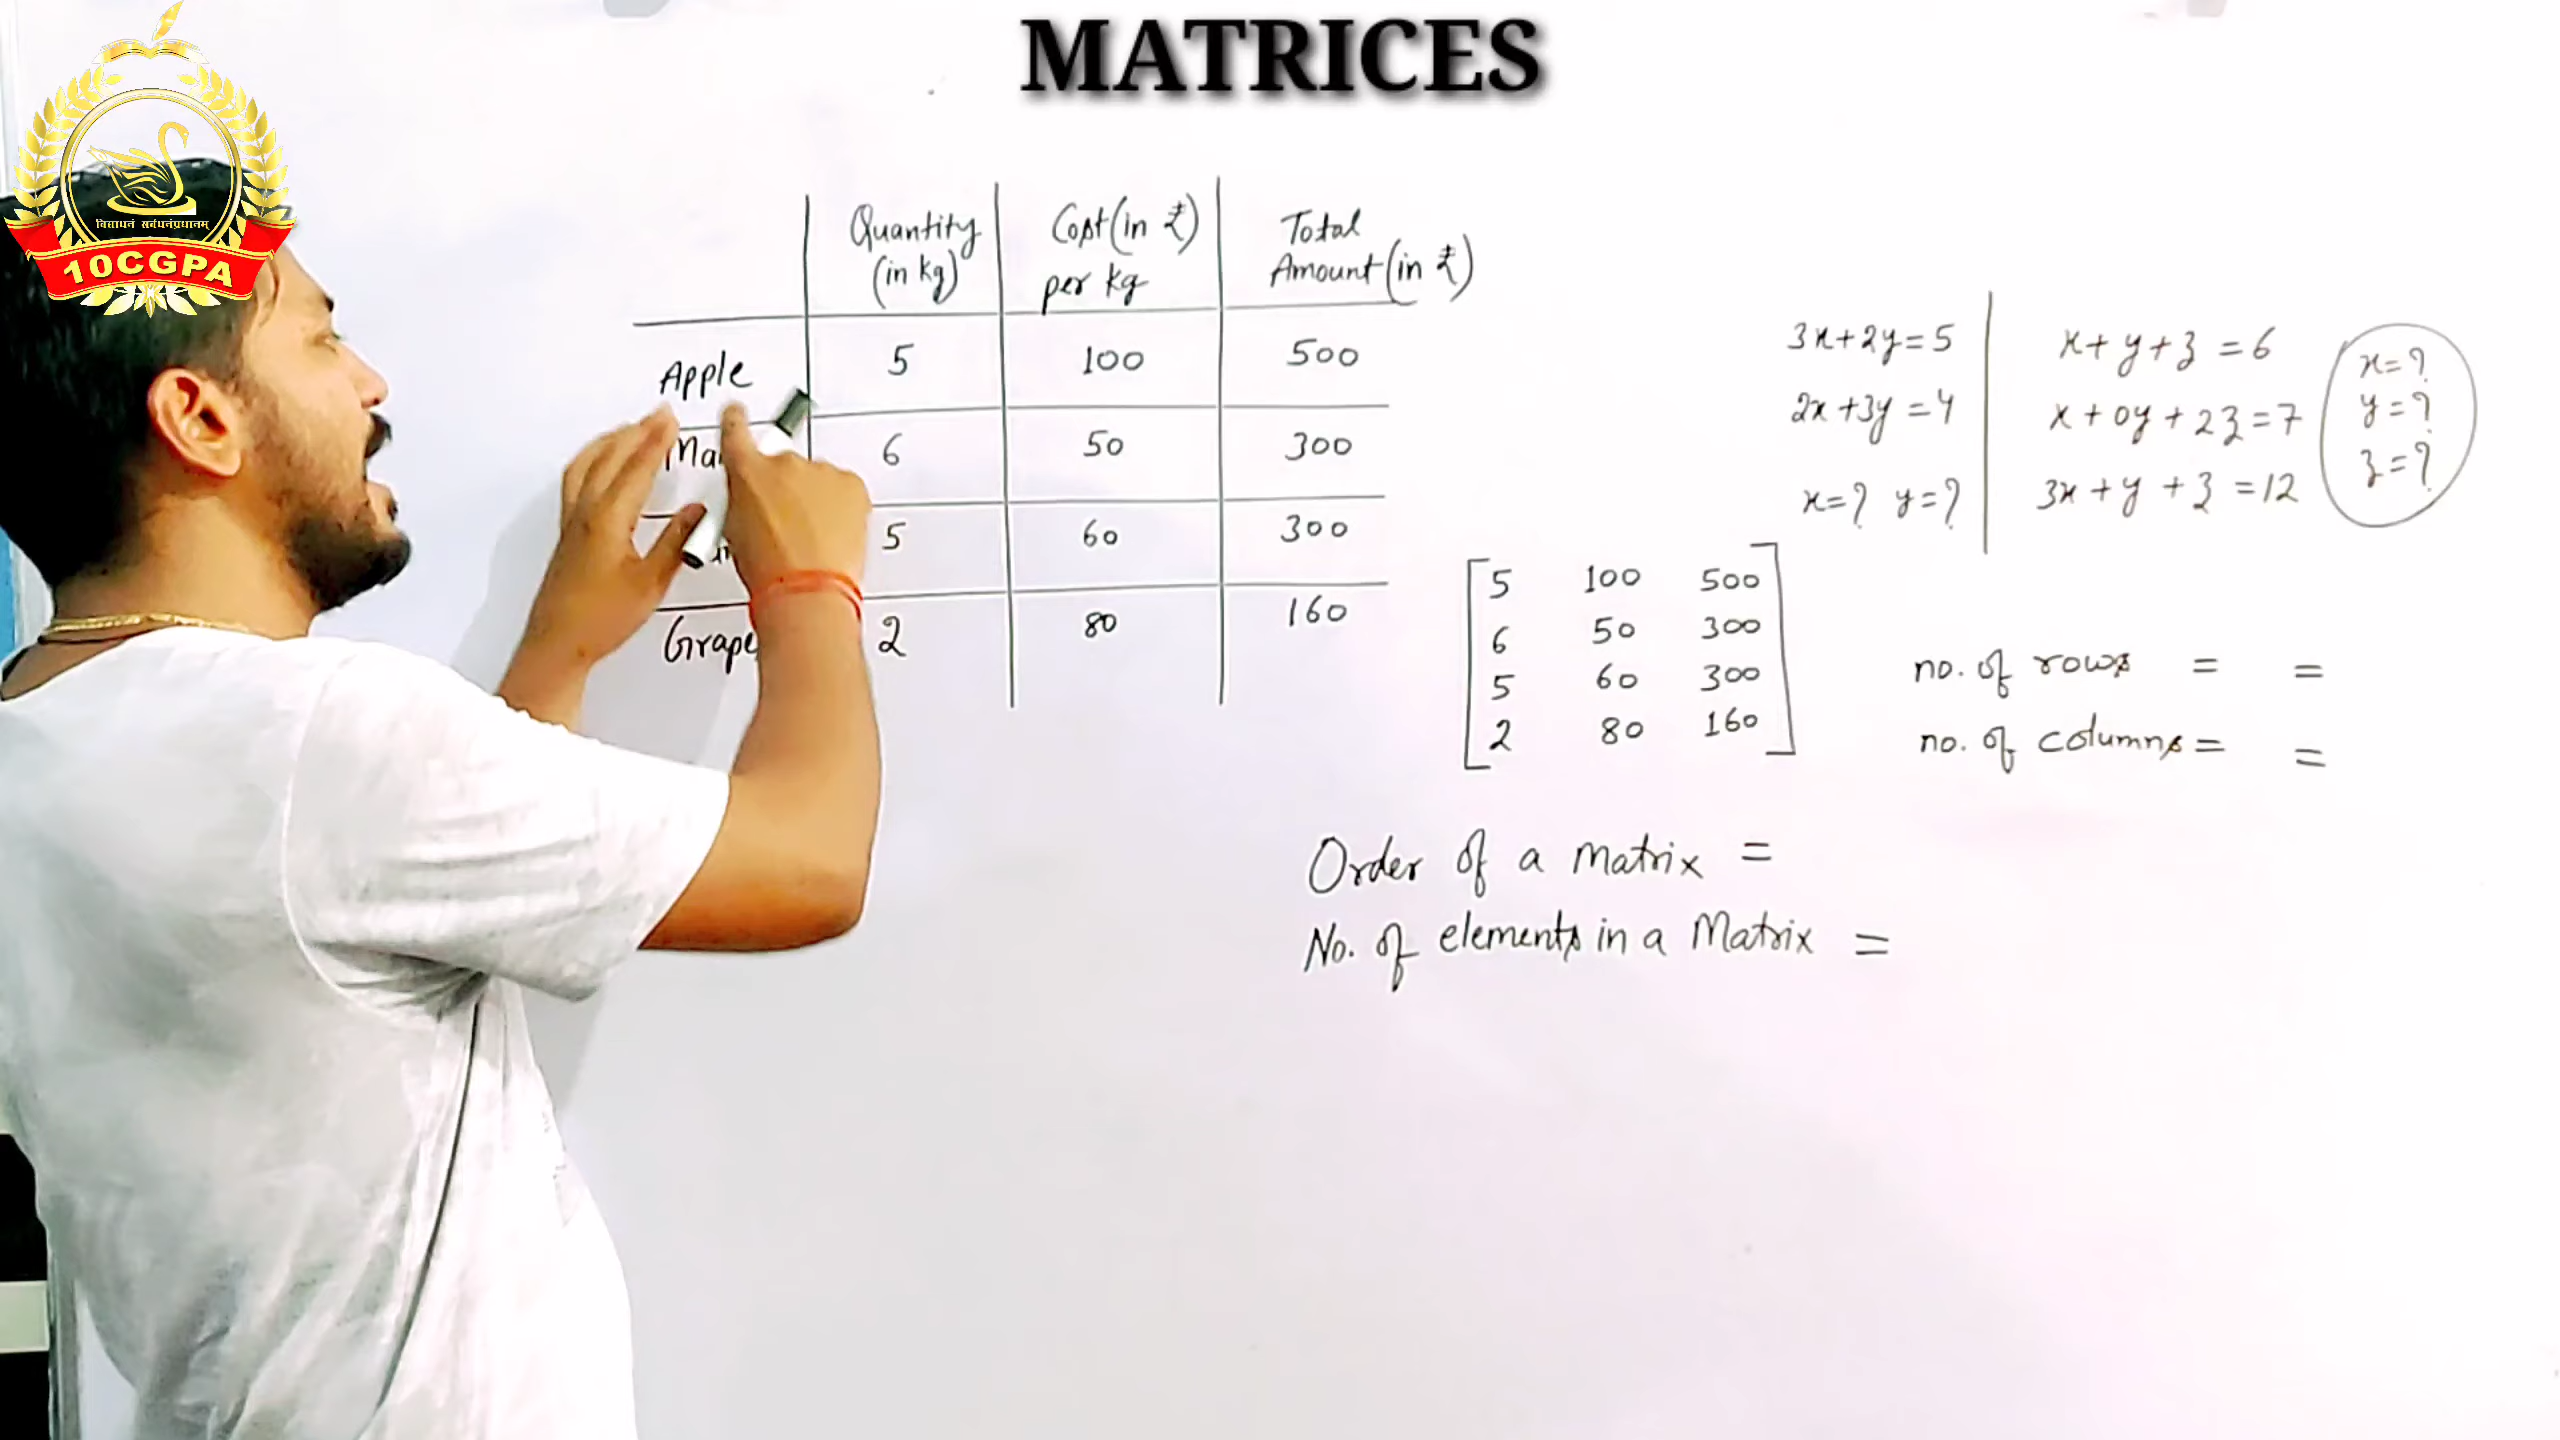 MATRICES
विद्याधनं सर्वधनंप्रधानम्
10CGPA
Quantity (in kg) Cost (in ₹) per kg Total Amount (in ₹)
Apple 5 100 500
6 50 300
5 60 300
Grape 2 80 160
3x+2y=5
2x+3y=4
x=? y=?
x+y+z=6
x+0y+2z=7
3x+y+z=12
x=?
y=?
z=?
5 100 500
6 50 300
5 60 300
2 80 160
no. of rows = =
no. of columns = =
Order of a matrix =
No. of elements in a Matrix =